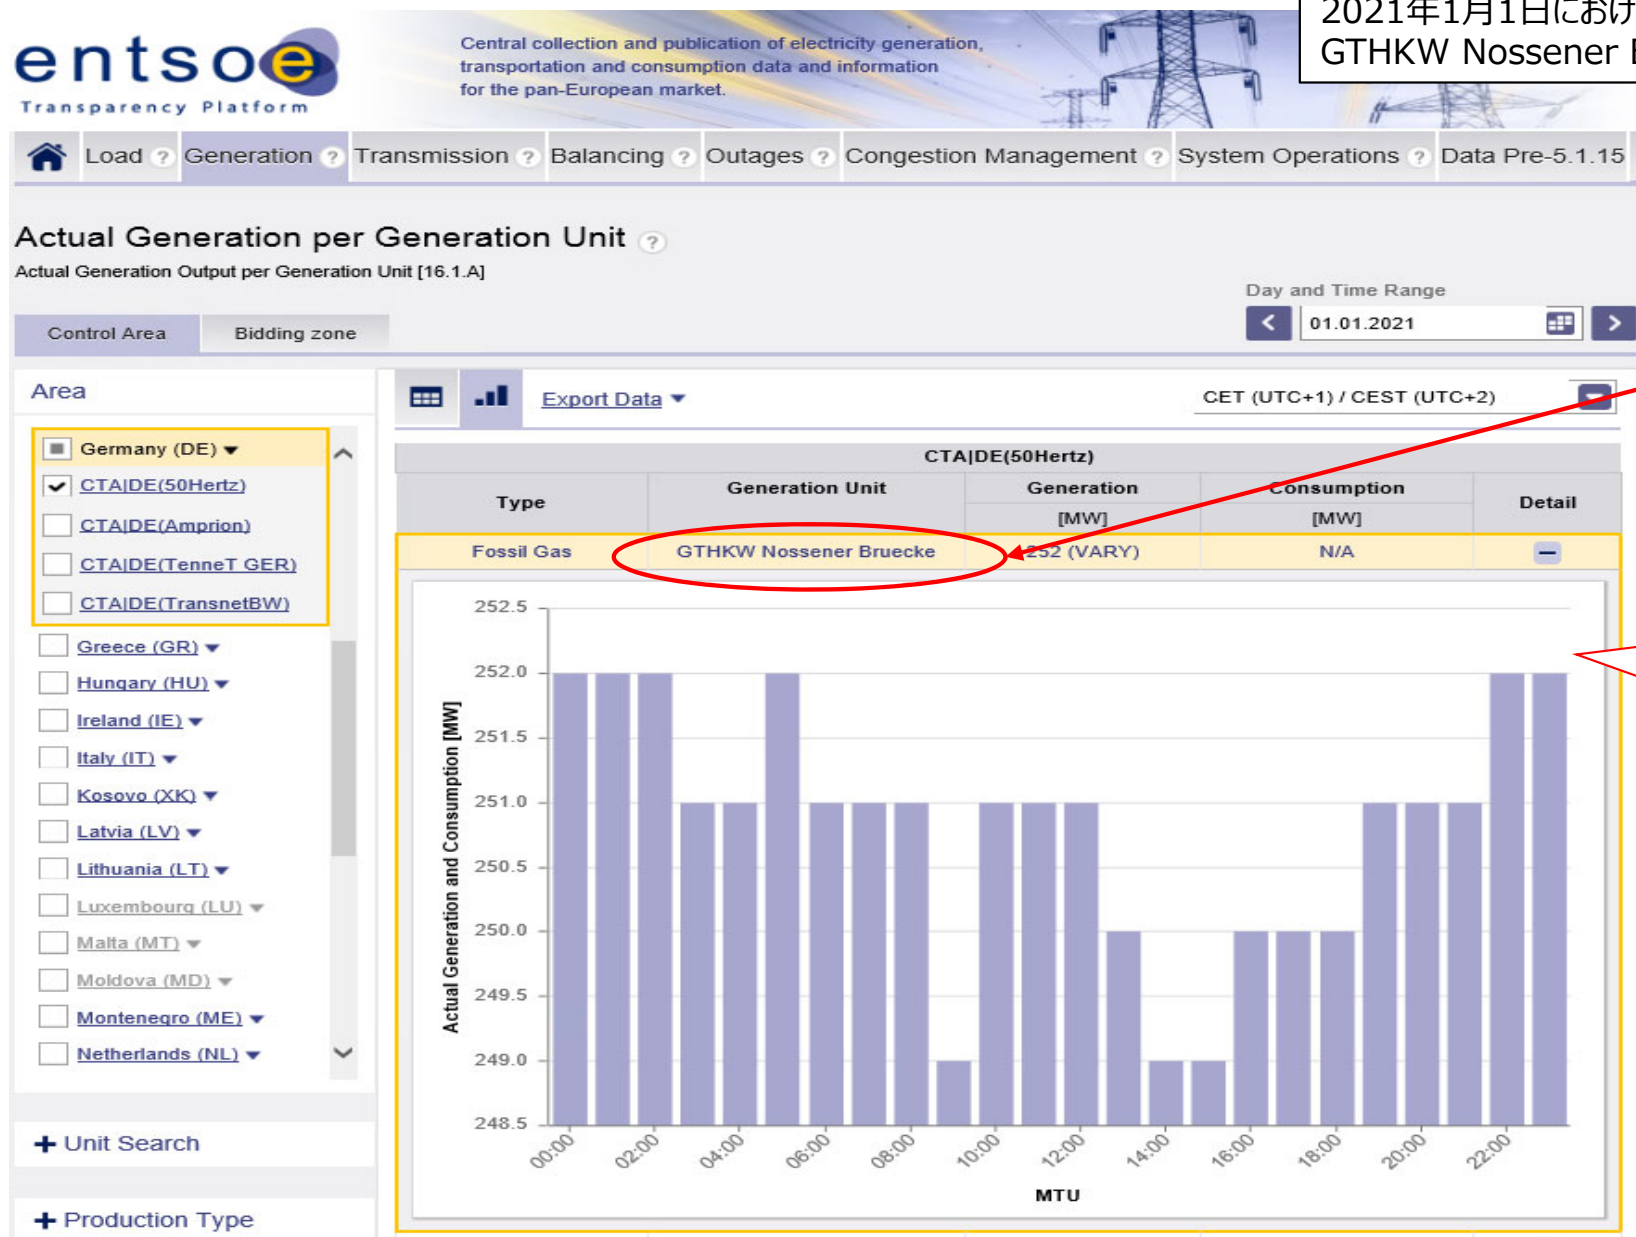 2021年1月1日におけ
GTHKW Nossener
entsoe
Transparency Platform
Central collection and publication of electricity generation,
transportation and consumption data and information
for the pan-European market.
Load ? Generation ? Transmission ? Balancing ? Outages ? Congestion Management ? System Operations ? Data Pre-5.1.15
Actual Generation per Generation Unit ?
Actual Generation Output per Generation Unit [16.1.A]
Day and Time Range
01.01.2021
Control Area Bidding zone
Area
Export Data
CET (UTC+1) / CEST (UTC+2)
Germany (DE)
CTA|DE(50Hertz)
CTA|DE(Amprion)
CTA|DE(TenneT GER)
CTA|DE(TransnetBW)
Greece (GR)
Hungary (HU)
Ireland (IE)
Italy (IT)
Kosovo (XK)
Latvia (LV)
Lithuania (LT)
Luxembourg (LU)
Malta (MT)
Moldova (MD)
Montenegro (ME)
Netherlands (NL)
+ Unit Search
+ Production Type
CTA|DE(50Hertz)
Type Generation Unit Generation Consumption Detail
[MW] [MW]
Fossil Gas GTHKW Nossener Bruecke 252 (VARY) N/A
Actual Generation and Consumption [MW]
252.5
252.0
251.5
251.0
250.5
250.0
249.5
249.0
248.5
00:00 02:00 04:00 06:00 08:00 10:00 12:00 14:00 16:00 18:00 20:00 22:00
MTU